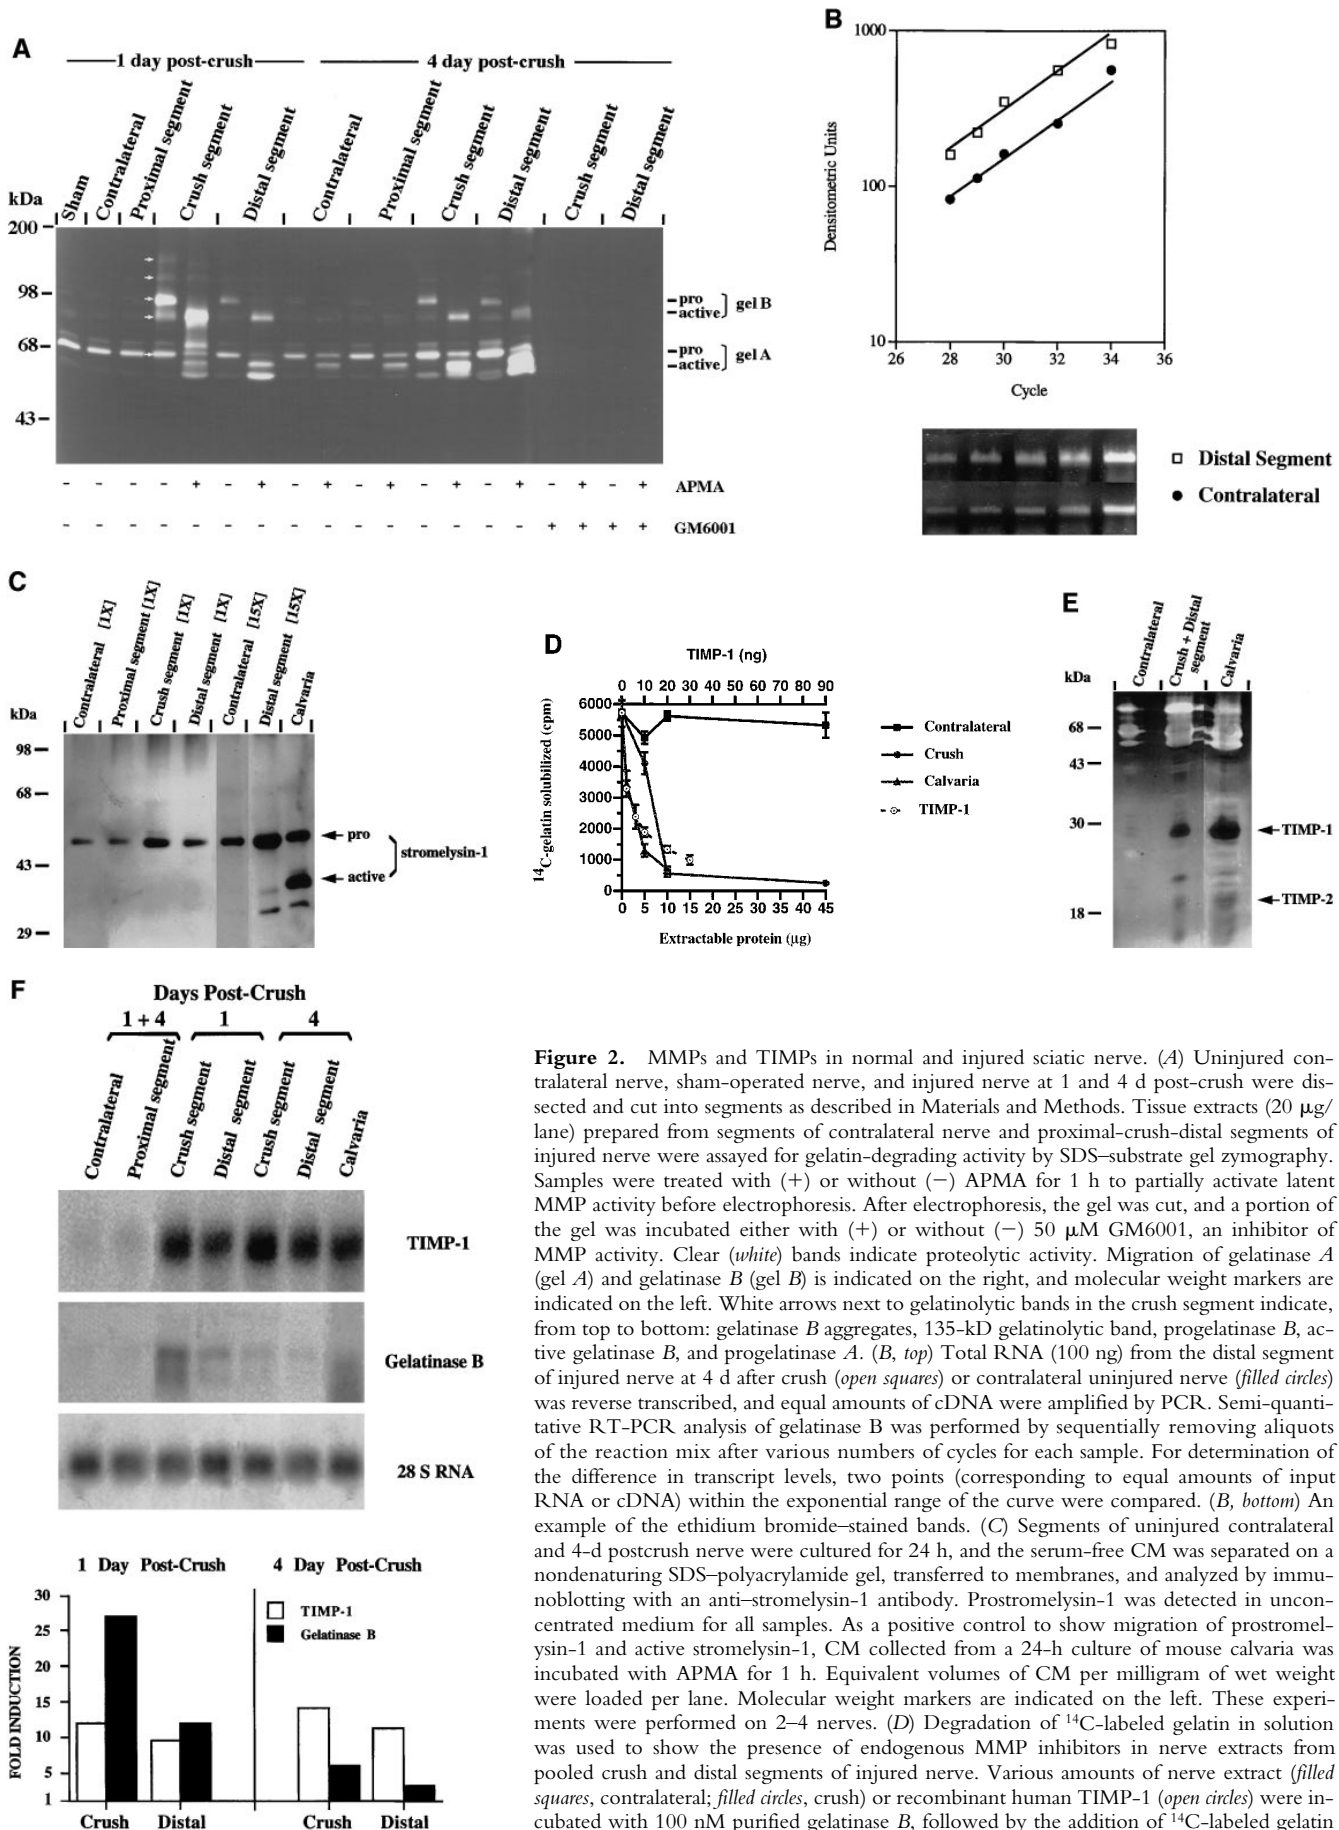 A
1 day post-crush
4 day post-crush
Sham
Contralateral
Proximal segment
Crush segment
Distal segment
Contralateral
Proximal segment
Crush segment
Distal segment
Crush segment
Distal segment
kDa
200
98
68
43
pro
active
gel B
pro
active
gel A
- - - - + - + - + - + - + - + - + - + APMA
- - - - - - - - - - - - - - - + + + + GM6001
B
1000
100
10
Densitometric Units
26 28 30 32 34 36
Cycle
Distal Segment
Contralateral
C
Contralateral [1X]
Proximal segment [1X]
Crush segment [1X]
Distal segment [1X]
Contralateral [15X]
Distal segment [15X]
Calvaria
kDa
98
68
43
29
pro
active
stromelysin-1
D
TIMP-1 (ng)
0 10 20 30 40 50 60 70 80 90
6000
5000
4000
3000
2000
1000
0
14C-gelatin solubilized (cpm)
0 5 10 15 20 25 30 35 40 45
Extractable protein (µg)
Contralateral
Crush
Calvaria
TIMP-1
E
Contralateral
Crush + Distal
segment
Calvaria
kDa
68
43
30
18
TIMP-1
TIMP-2
F
Days Post-Crush
1 + 4 1 4
Contralateral
Proximal segment
Crush segment
Distal segment
Crush segment
Distal segment
Calvaria
TIMP-1
Gelatinase B
28 S RNA
1 Day Post-Crush
4 Day Post-Crush
30
25
20
15
10
5
1
FOLD INDUCTION
TIMP-1
Gelatinase B
Crush Distal Crush Distal
Figure 2. MMPs and TIMPs in normal and injured sciatic nerve. (A) Uninjured con-
tralateral nerve, sham-operated nerve, and injured nerve at 1 and 4 d post-crush were dis-
sected and cut into segments as described in Materials and Methods. Tissue extracts (20 µg/
lane) prepared from segments of contralateral nerve and proximal-crush-distal segments of
injured nerve were assayed for gelatin-degrading activity by SDS–substrate gel zymography.
Samples were treated with (+) or without (−) APMA for 1 h to partially activate latent
MMP activity before electrophoresis. After electrophoresis, the gel was cut, and a portion of
the gel was incubated either with (+) or without (−) 50 µM GM6001, an inhibitor of
MMP activity. Clear (white) bands indicate proteolytic activity. Migration of gelatinase A
(gel A) and gelatinase B (gel B) is indicated on the right, and molecular weight markers are
indicated on the left. White arrows next to gelatinolytic bands in the crush segment indicate,
from top to bottom: gelatinase B aggregates, 135-kD gelatinolytic band, progelatinase B, ac-
tive gelatinase B, and progelatinase A. (B, top) Total RNA (100 ng) from the distal segment
of injured nerve at 4 d after crush (open squares) or contralateral uninjured nerve (filled circles)
was reverse transcribed, and equal amounts of cDNA were amplified by PCR. Semi-quanti-
tative RT-PCR analysis of gelatinase B was performed by sequentially removing aliquots
of the reaction mix after various numbers of cycles for each sample. For determination of
the difference in transcript levels, two points (corresponding to equal amounts of input
RNA or cDNA) within the exponential range of the curve were compared. (B, bottom) An
example of the ethidium bromide–stained bands. (C) Segments of uninjured contralateral
and 4-d postcrush nerve were cultured for 24 h, and the serum-free CM was separated on a
nondenaturing SDS–polyacrylamide gel, transferred to membranes, and analyzed by immu-
noblotting with an anti–stromelysin-1 antibody. Prostromelysin-1 was detected in uncon-
centrated medium for all samples. As a positive control to show migration of prostromel-
ysin-1 and active stromelysin-1, CM collected from a 24-h culture of mouse calvaria was
incubated with APMA for 1 h. Equivalent volumes of CM per milligram of wet weight
were loaded per lane. Molecular weight markers are indicated on the left. These experi-
ments were performed on 2–4 nerves. (D) Degradation of 14C-labeled gelatin in solution
was used to show the presence of endogenous MMP inhibitors in nerve extracts from
pooled crush and distal segments of injured nerve. Various amounts of nerve extract (filled
squares, contralateral; filled circles, crush) or recombinant human TIMP-1 (open circles) were in-
cubated with 100 nM purified gelatinase B, followed by the addition of 14C-labeled gelatin